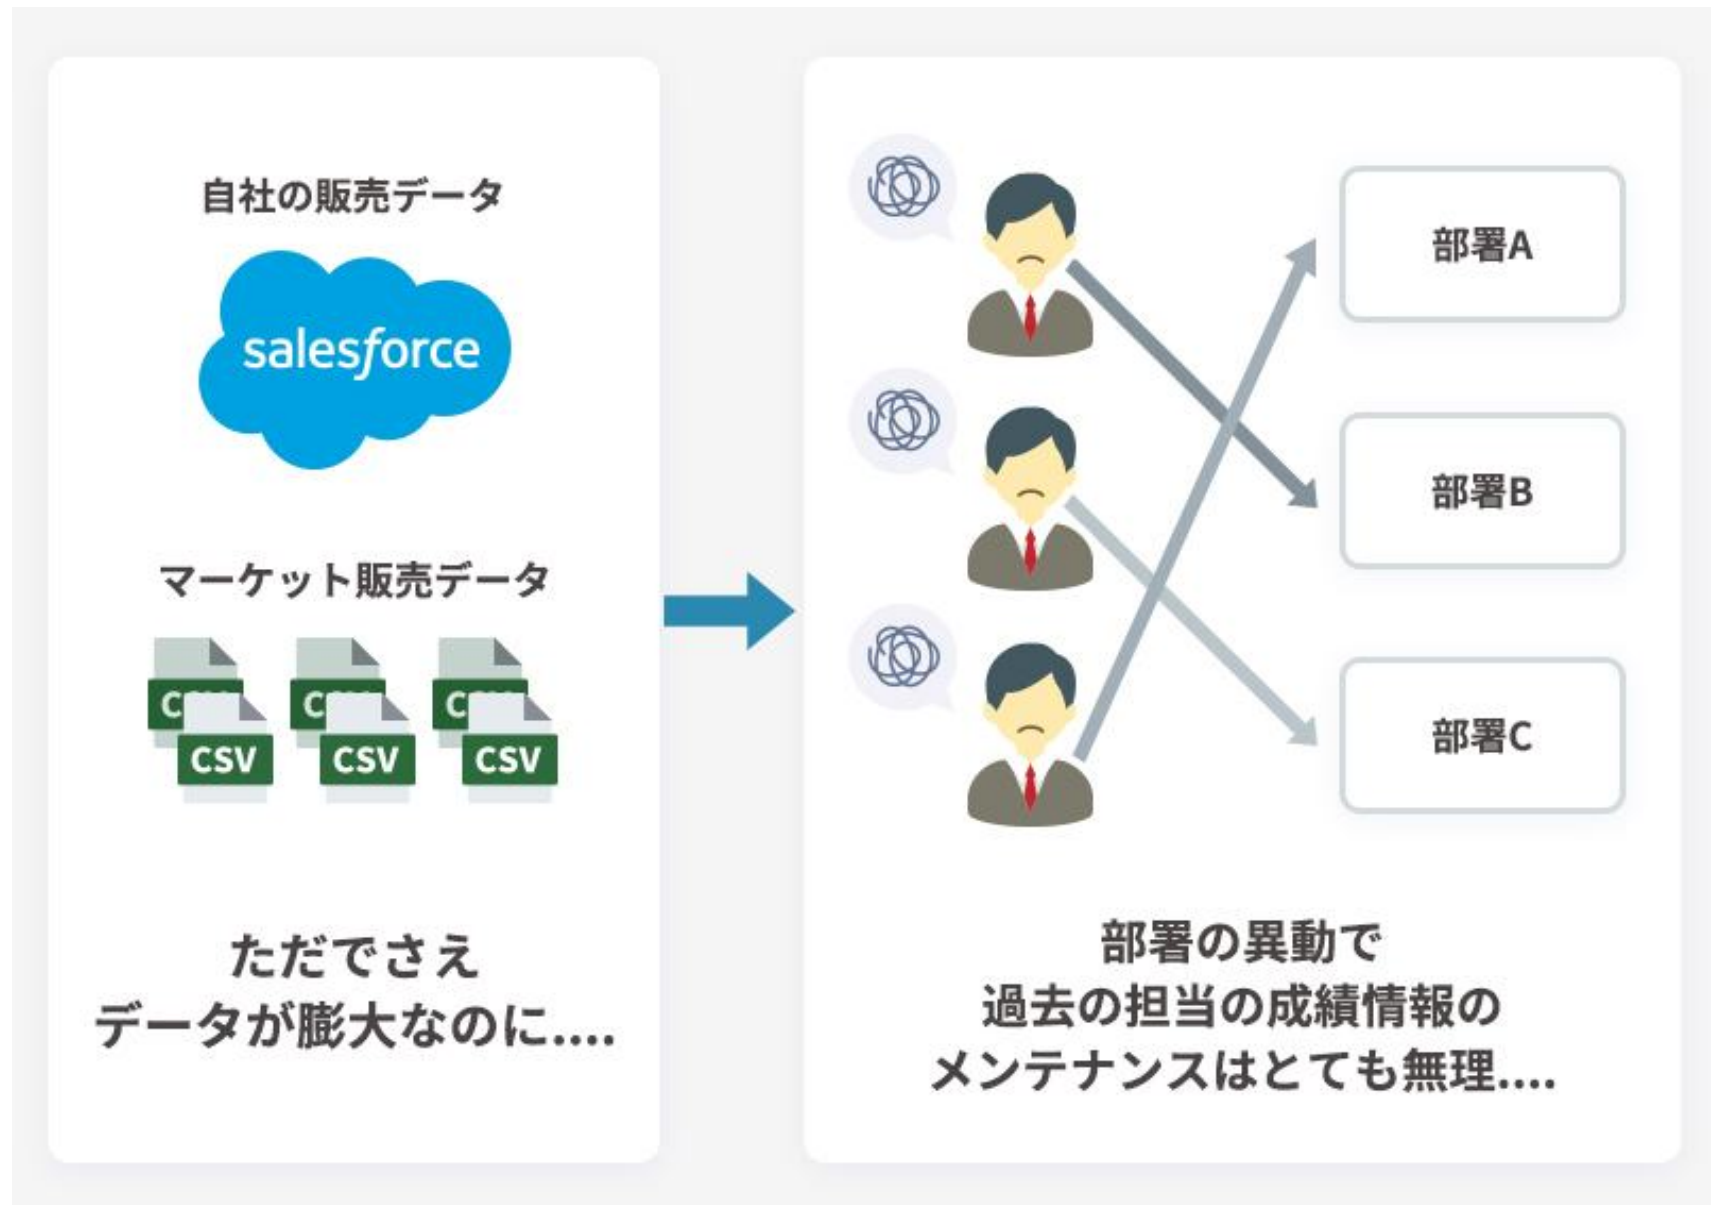 自社の販売データ
salesforce
マーケット販売データ
CSV
CSV
CSV
ただでさえ
データが膨大なのに....
部署A
部署B
部署C
部署の異動で
過去の担当の成績情報の
メンテナンスはとても無理....